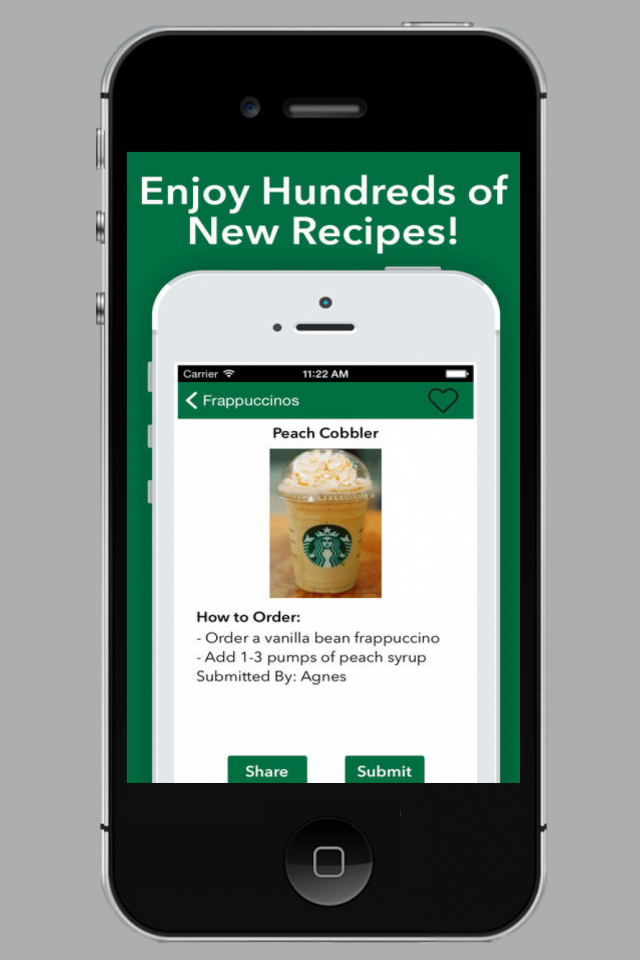 Enjoy Hundreds of
New Recipes!
Carrier 11:22 AM
Frappuccinos
Peach Cobbler
How to Order:
- Order a vanilla bean frappuccino
- Add 1-3 pumps of peach syrup
Submitted By: Agnes
Share Submit